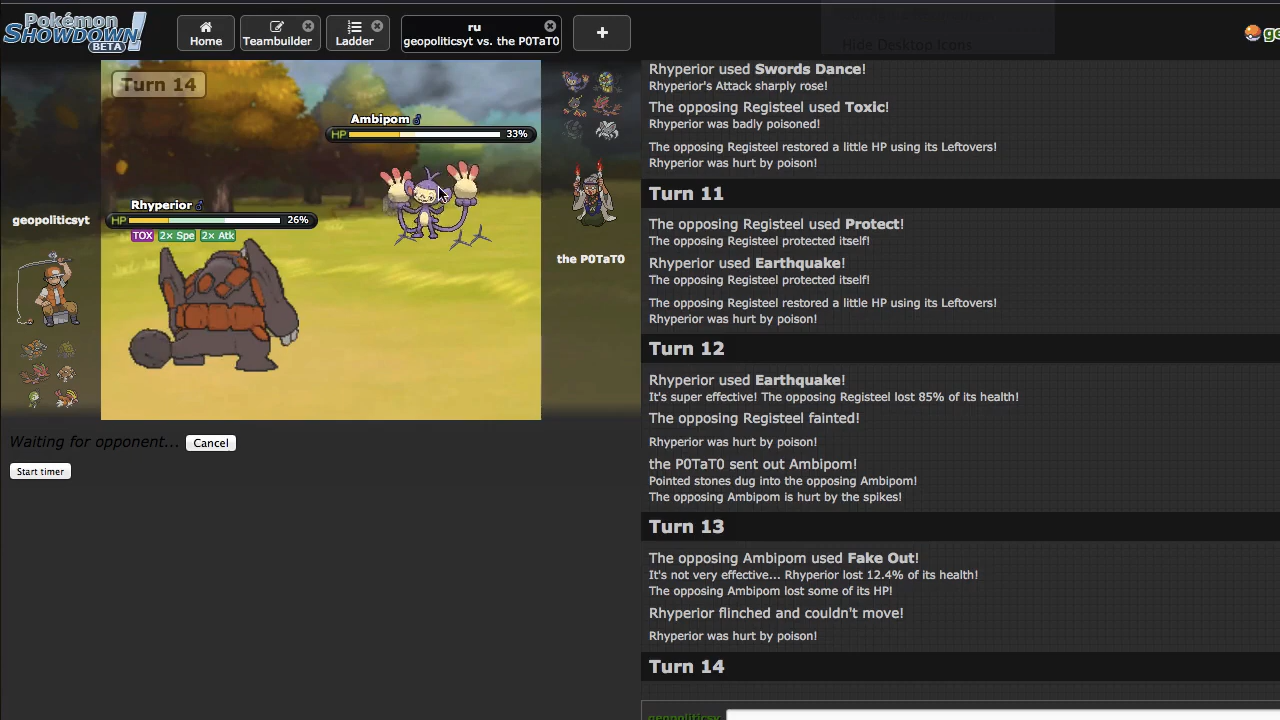 Pokémon
SHOWDOWN!
BETA
Home
Teambuilder
Ladder
ru
geopoliticsyt vs. the P0TaT0
+
Hide Desktop Icons
ge
Turn 14
Ambipom ♂
HP 33%
Rhyperior ♂
HP 26%
TOX 2× Spe 2× Atk
geopoliticsyt
the P0TaT0
Waiting for opponent... Cancel
Start timer
Rhyperior used Swords Dance!
Rhyperior's Attack sharply rose!
The opposing Registeel used Toxic!
Rhyperior was badly poisoned!
The opposing Registeel restored a little HP using its Leftovers!
Rhyperior was hurt by poison!
Turn 11
The opposing Registeel used Protect!
The opposing Registeel protected itself!
Rhyperior used Earthquake!
The opposing Registeel protected itself!
The opposing Registeel restored a little HP using its Leftovers!
Rhyperior was hurt by poison!
Turn 12
Rhyperior used Earthquake!
It's super effective! The opposing Registeel lost 85% of its health!
The opposing Registeel fainted!
Rhyperior was hurt by poison!
the P0TaT0 sent out Ambipom!
Pointed stones dug into the opposing Ambipom!
The opposing Ambipom is hurt by the spikes!
Turn 13
The opposing Ambipom used Fake Out!
It's not very effective... Rhyperior lost 12.4% of its health!
The opposing Ambipom lost some of its HP!
Rhyperior flinched and couldn't move!
Rhyperior was hurt by poison!
Turn 14
geopoliticsy